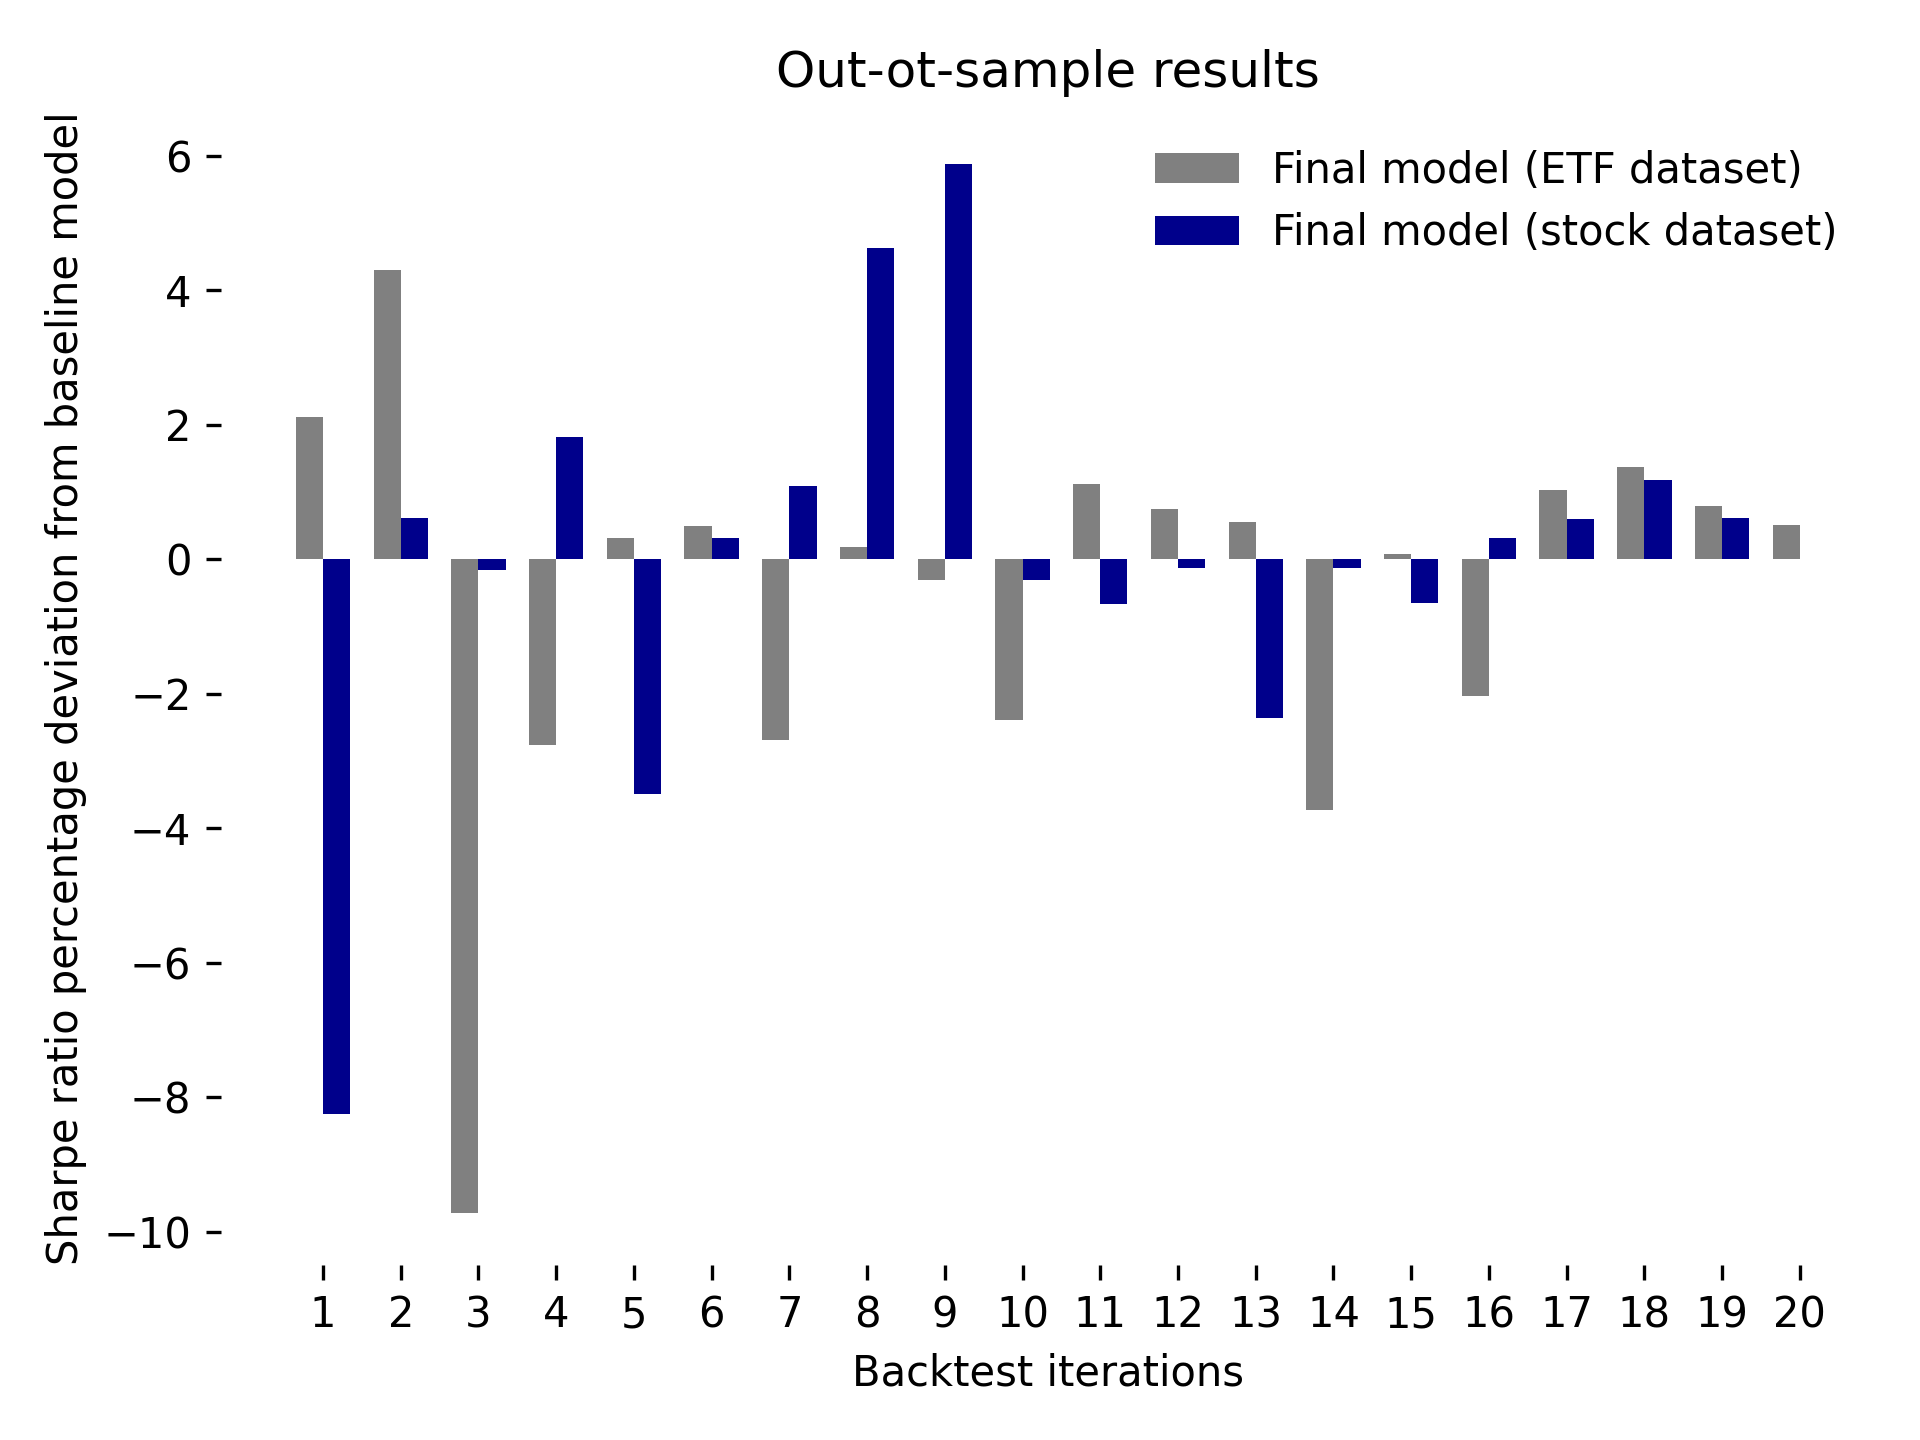 Out-ot-sample results
Sharpe ratio percentage deviation from baseline model
6
4
2
0
−2
−4
−6
−8
−10
Final model (ETF dataset)
Final model (stock dataset)
1 2 3 4 5 6 7 8 9 10 11 12 13 14 15 16 17 18 19 20
Backtest iterations